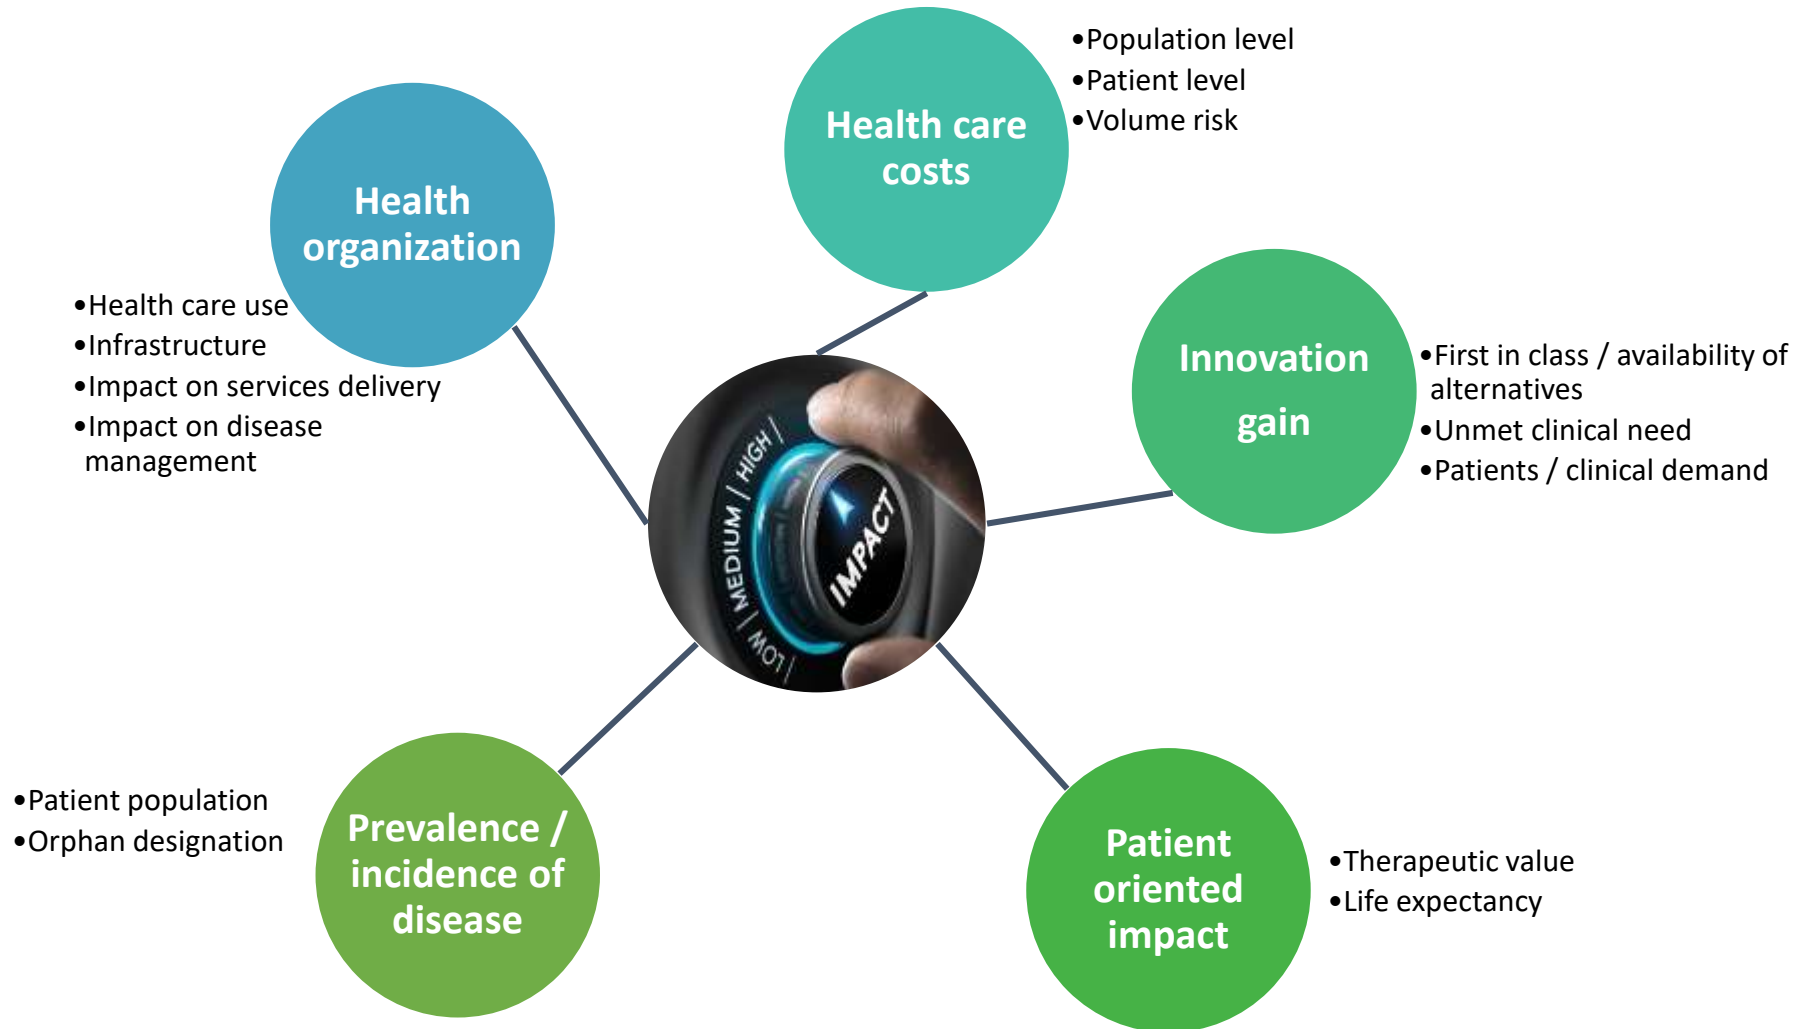 Health care
costs
•Population level
•Patient level
•Volume risk
Health
organization
•Health care use
•Infrastructure
•Impact on services delivery
•Impact on disease
management
Innovation
gain
•First in class / availability of
alternatives
•Unmet clinical need
•Patients / clinical demand
| LOW | MEDIUM | HIGH |
IMPACT
Prevalence /
incidence of
disease
•Patient population
•Orphan designation
Patient
oriented
impact
•Therapeutic value
•Life expectancy